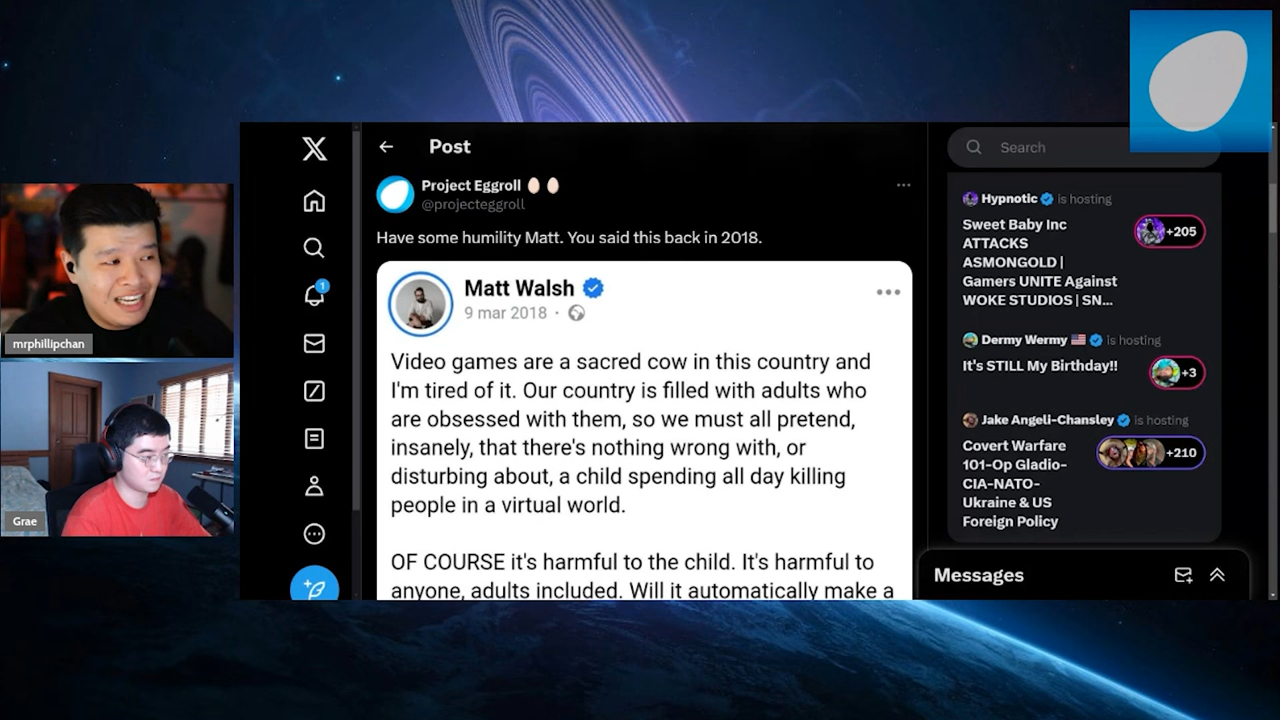 Post
Search
Project Eggroll
@projecteggroll
Have some humility Matt. You said this back in 2018.
Matt Walsh
9 mar 2018 ·
Video games are a sacred cow in this country and
I'm tired of it. Our country is filled with adults who
are obsessed with them, so we must all pretend,
insanely, that there's nothing wrong with, or
disturbing about, a child spending all day killing
people in a virtual world.
OF COURSE it's harmful to the child. It's harmful to
anyone, adults included. Will it automatically make a
Hypnotic is hosting
Sweet Baby Inc
ATTACKS
ASMONGOLD |
Gamers UNITE Against
WOKE STUDIOS | SN...
+205
Dermy Wermy is hosting
It's STILL My Birthday!!
+3
Jake Angeli-Chansley is hosting
Covert Warfare
101-Op Gladio-
CIA-NATO-
Ukraine & US
Foreign Policy
+210
Messages
1
mrphillipchan
Grae